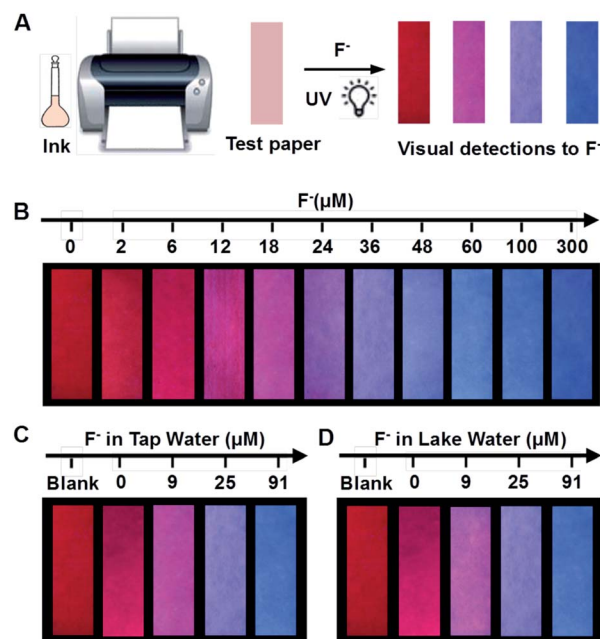 A
F-
UV
Ink
Test paper
Visual detections to F-
B
F-(μM)
0 2 6 12 18 24 36 48 60 100 300
C
F- in Tap Water (μM)
Blank 0 9 25 91
D
F- in Lake Water (μM)
Blank 0 9 25 91